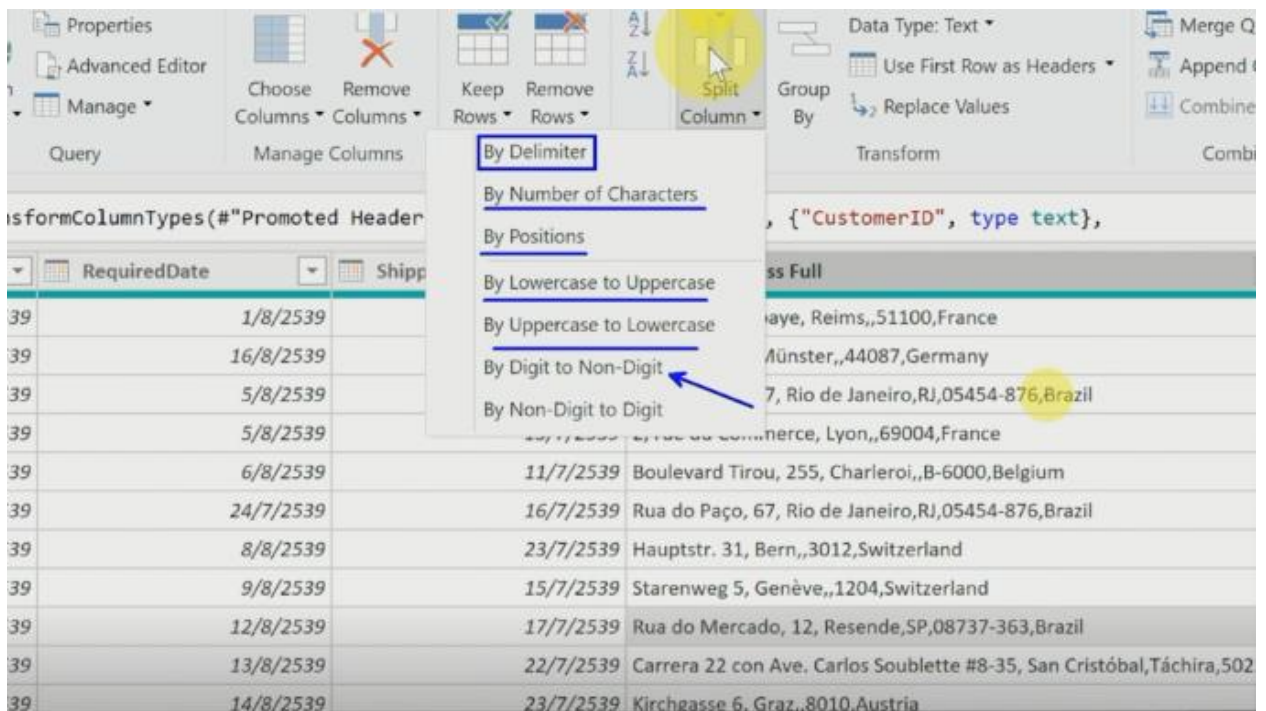 Properties
Advanced Editor
Manage
Query
Choose Columns
Remove Columns
Manage Columns
Keep Rows
Remove Rows
Split Column
Group By
Data Type: Text
Use First Row as Headers
Replace Values
Transform
Merge Q
Append
Combine
Combi
By Delimiter
By Number of Characters
By Positions
By Lowercase to Uppercase
By Uppercase to Lowercase
By Digit to Non-Digit
By Non-Digit to Digit
nsformColumnTypes(#"Promoted Header , {"CustomerID", type text},
RequiredDate Shipp ss Full
39 1/8/2539 aye, Reims,,51100,France
39 16/8/2539 Münster,,44087,Germany
39 5/8/2539 7, Rio de Janeiro,RJ,05454-876,Brazil
39 5/8/2539 2, rue du Commerce, Lyon,,69004,France
39 6/8/2539 11/7/2539 Boulevard Tirou, 255, Charleroi,,B-6000,Belgium
39 24/7/2539 16/7/2539 Rua do Paço, 67, Rio de Janeiro,RJ,05454-876,Brazil
39 8/8/2539 23/7/2539 Hauptstr. 31, Bern,,3012,Switzerland
39 9/8/2539 15/7/2539 Starenweg 5, Genève,,1204,Switzerland
39 12/8/2539 17/7/2539 Rua do Mercado, 12, Resende,SP,08737-363,Brazil
39 13/8/2539 22/7/2539 Carrera 22 con Ave. Carlos Soublette #8-35, San Cristóbal,Táchira,502
39 14/8/2539 23/7/2539 Kirchgasse 6, Graz,,8010,Austria